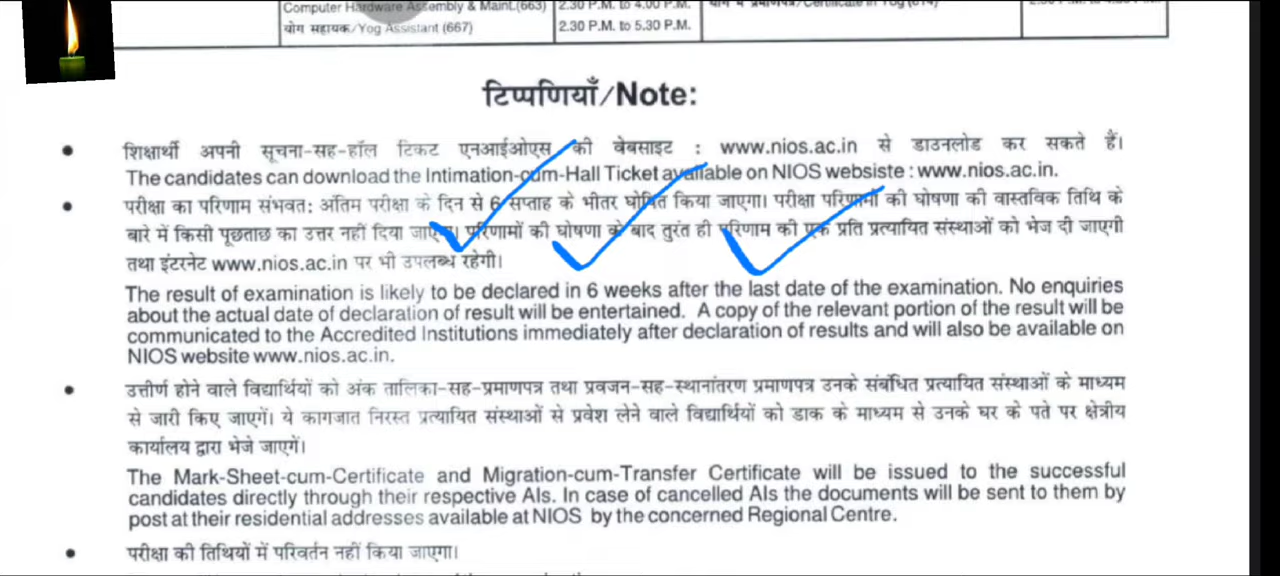 Computer Hardware Assembly & Maint.(663) 2.30 P.M. to 4.00 P.M.
योग सहायक/Yog Assistant (667) 2.30 P.M. to 5.30 P.M.
टिप्पणियाँ/Note:
• शिक्षार्थी अपनी सूचना-सह-हॉल टिकट एनआईओएस की वेबसाइट : www.nios.ac.in से डाउनलोड कर सकते हैं।
The candidates can download the Intimation-cum-Hall Ticket available on NIOS websiste : www.nios.ac.in.
• परीक्षा का परिणाम संभवत: अंतिम परीक्षा के दिन से 6 सप्ताह के भीतर घोषित किया जाएगा। परीक्षा परिणामों की घोषणा की वास्तविक तिथि के
बारे में किसी पूछताछ का उत्तर नहीं दिया जाएगा। परिणामों की घोषणा के बाद तुरंत ही परिणाम की एक प्रति प्रत्यायित संस्थाओं को भेज दी जाएगी
तथा इंटरनेट www.nios.ac.in पर भी उपलब्ध रहेगी।
The result of examination is likely to be declared in 6 weeks after the last date of the examination. No enquiries
about the actual date of declaration of result will be entertained. A copy of the relevant portion of the result will be
communicated to the Accredited Institutions immediately after declaration of results and will also be available on
NIOS website www.nios.ac.in.
• उत्तीर्ण होने वाले विद्यार्थियों को अंक तालिका-सह-प्रमाणपत्र तथा प्रवजन-सह-स्थानांतरण प्रमाणपत्र उनके संबंधित प्रत्यायित संस्थाओं के माध्यम
से जारी किए जाएगें। ये कागजात निरस्त प्रत्यायित संस्थाओं से प्रवेश लेने वाले विद्यार्थियों को डाक के माध्यम से उनके घर के पते पर क्षेत्रीय
कार्यालय द्वारा भेजे जाएगें।
The Mark-Sheet-cum-Certificate and Migration-cum-Transfer Certificate will be issued to the successful
candidates directly through their respective AIs. In case of cancelled AIs the documents will be sent to them by
post at their residential addresses available at NIOS by the concerned Regional Centre.
• परीक्षा की तिथियों में परिवर्तन नहीं किया जाएगा।